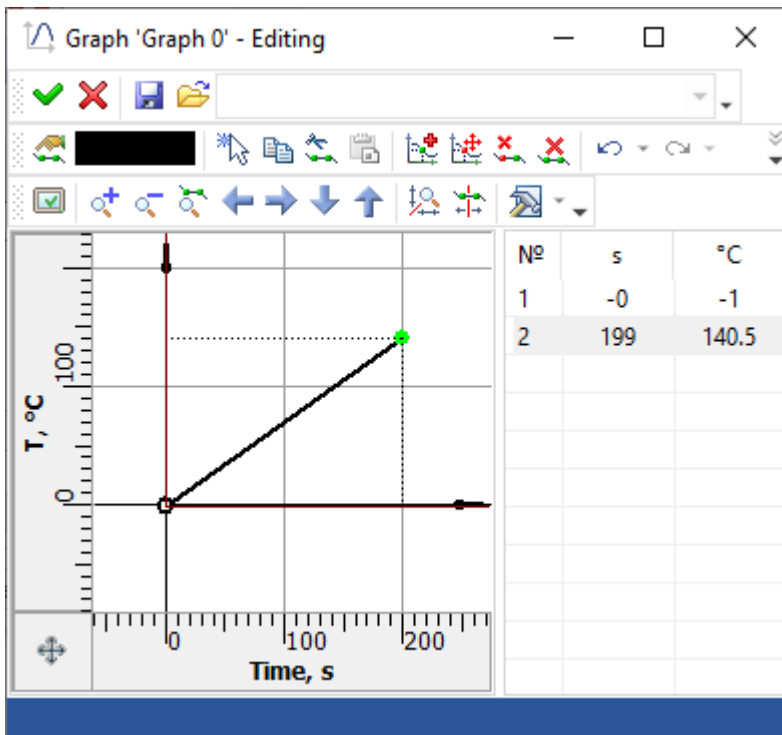 Graph 'Graph 0' - Editing
Nº s °C
1 -0 -1
2 199 140.5
T, °C
100
0
0 100 200
Time, s